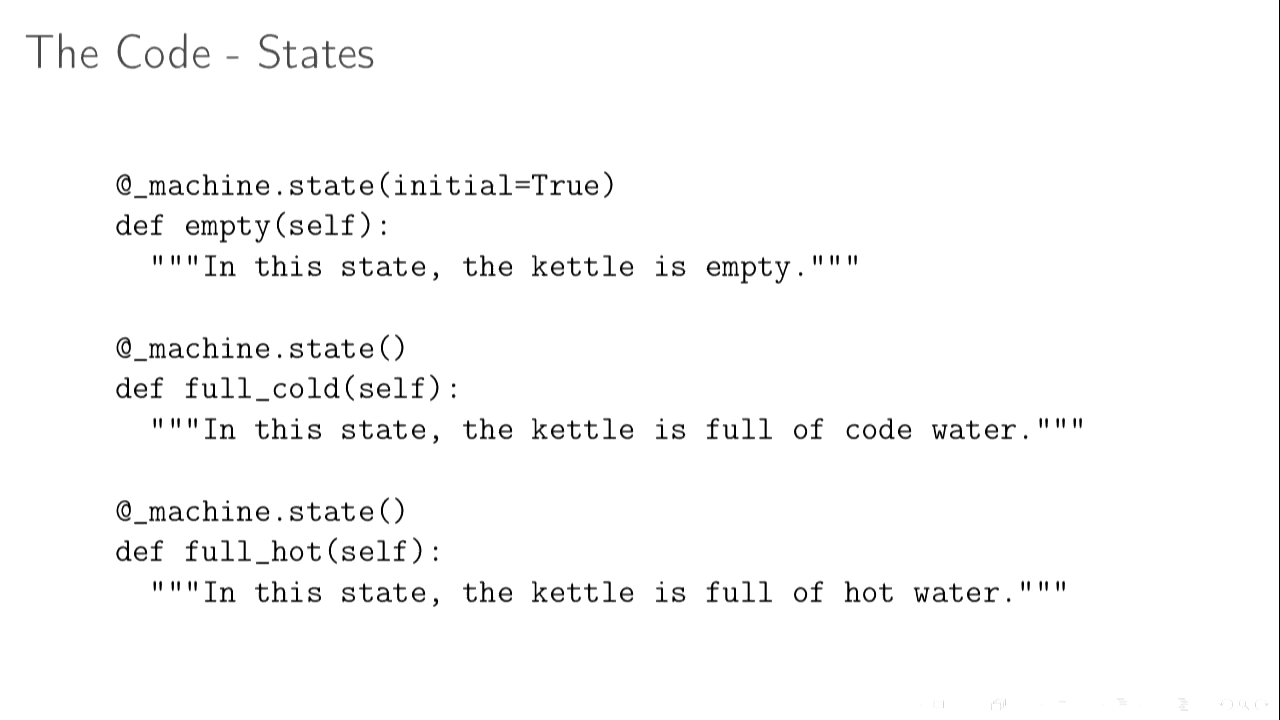 The Code - States
@_machine.state(initial=True)
def empty(self):
  """In this state, the kettle is empty."""
@_machine.state()
def full_cold(self):
  """In this state, the kettle is full of code water."""
@_machine.state()
def full_hot(self):
  """In this state, the kettle is full of hot water."""